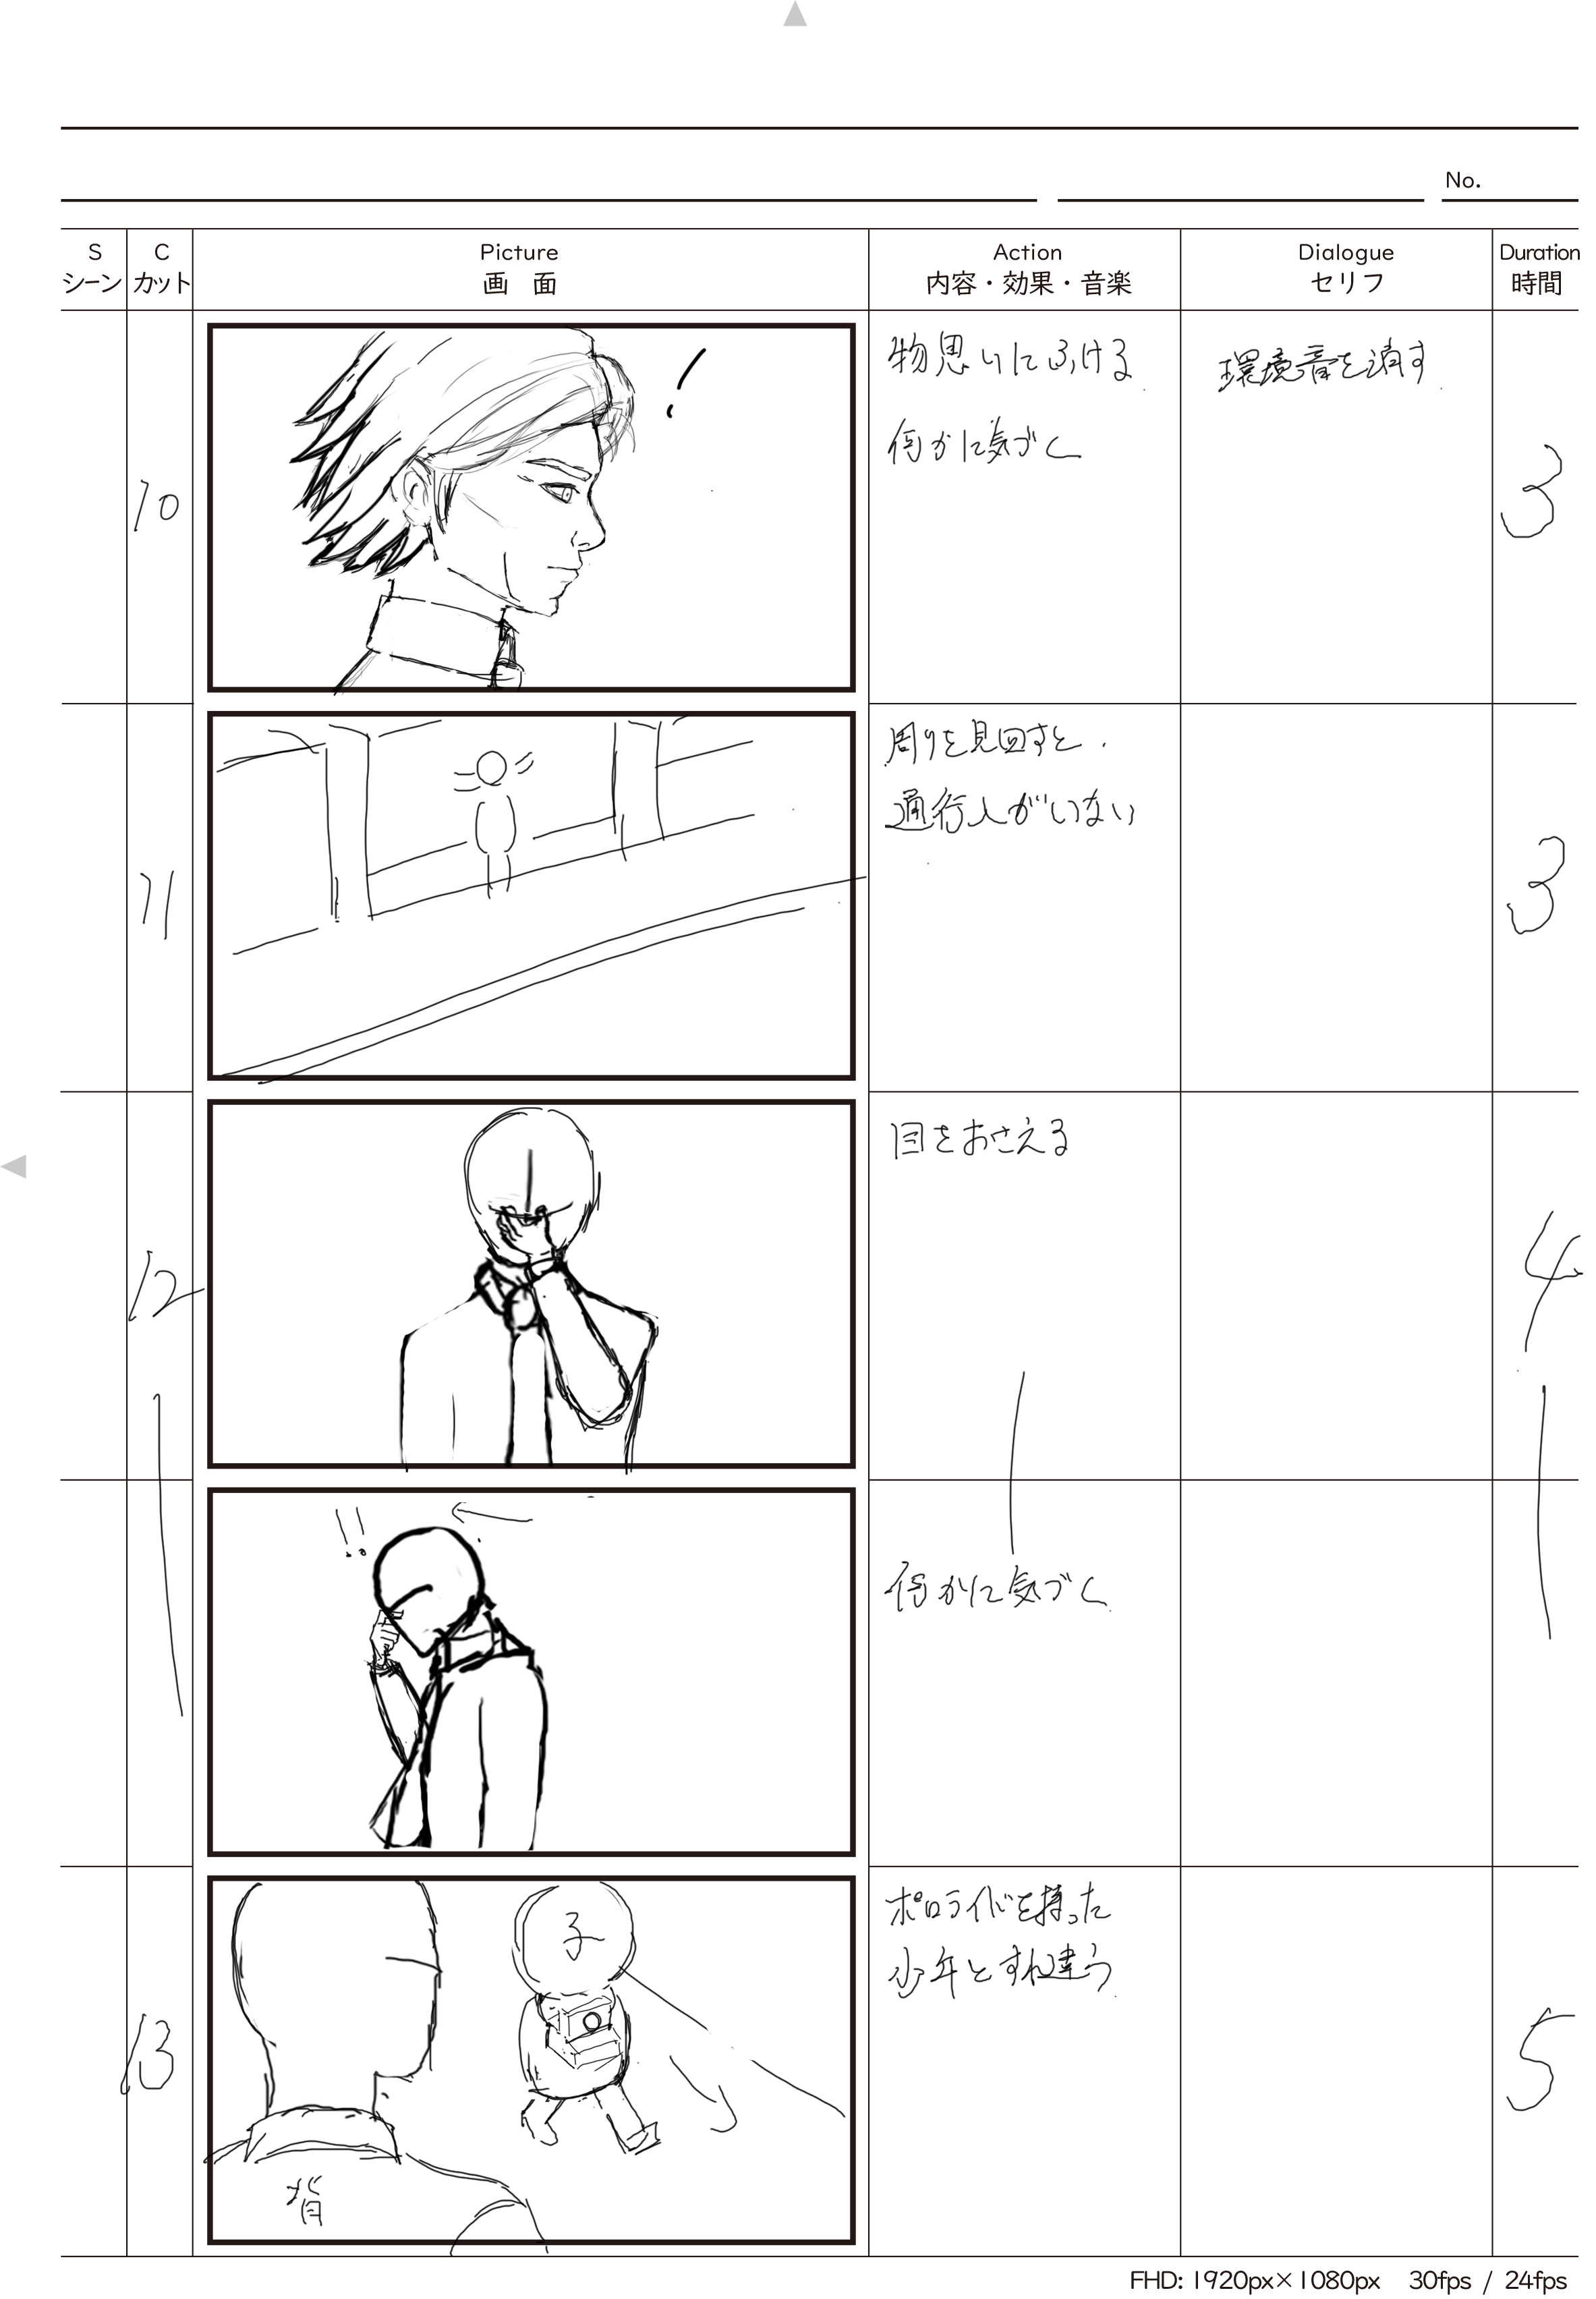 No.
S
シーン
C
カット
Picture
画 面
Action
内容・効果・音楽
Dialogue
セリフ
Duration
時間
10
!
物思いにふける
何かに気づく
環境音を消す
3
11
周りを見回すと
通行人がいない
3
12
目をおさえる
4
!!
何かに気づく
13
子
背
ポロライドを持った
少年とすれ違う
5
FHD: 1920px×1080px 30fps / 24fps